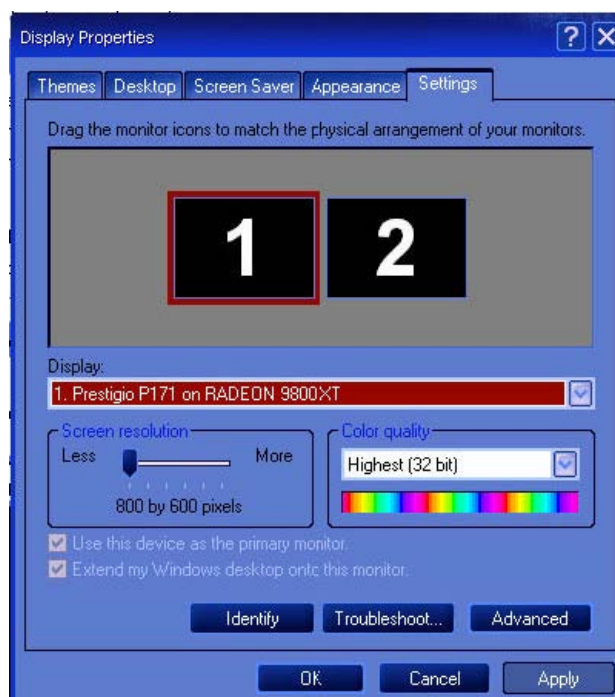 Display Properties
Themes Desktop Screen Saver Appearance Settings
Drag the monitor icons to match the physical arrangement of your monitors.
1 2
Display:
1. Prestigio P171 on RADEON 9800XT
Screen resolution Color quality
Less More Highest (32 bit)
800 by 600 pixels
Use this device as the primary monitor.
Extend my Windows desktop onto this monitor.
Identify Troubleshoot... Advanced
OK Cancel Apply